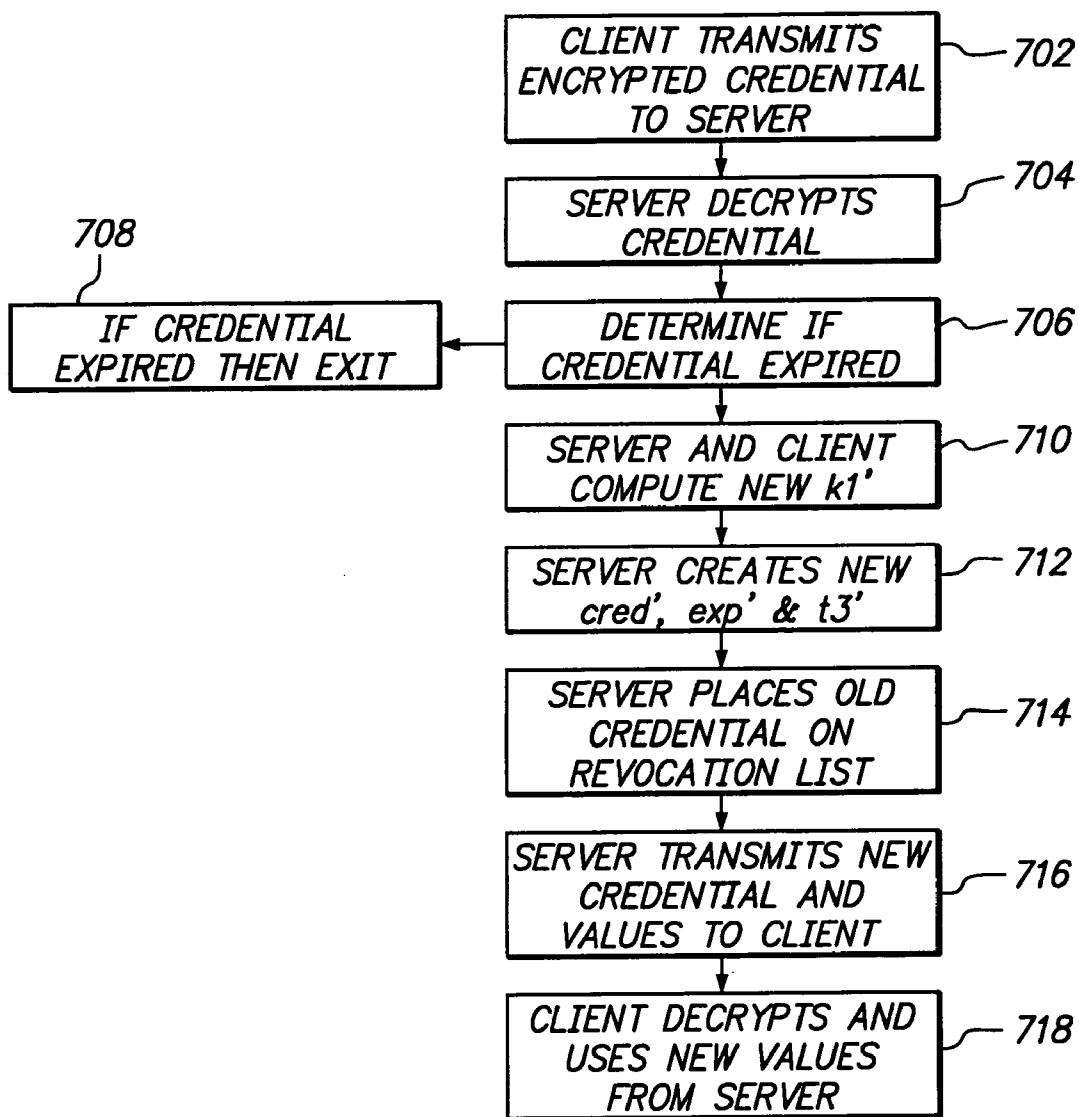 CLIENT TRANSMITS
ENCRYPTED CREDENTIAL
TO SERVER
702
SERVER DECRYPTS
CREDENTIAL
704
DETERMINE IF
CREDENTIAL EXPIRED
706
708
IF CREDENTIAL
EXPIRED THEN EXIT
SERVER AND CLIENT
COMPUTE NEW k1'
710
SERVER CREATES NEW
cred', exp' & t3'
712
SERVER PLACES OLD
CREDENTIAL ON
REVOCATION LIST
714
SERVER TRANSMITS NEW
CREDENTIAL AND
VALUES TO CLIENT
716
CLIENT DECRYPTS AND
USES NEW VALUES
FROM SERVER
718